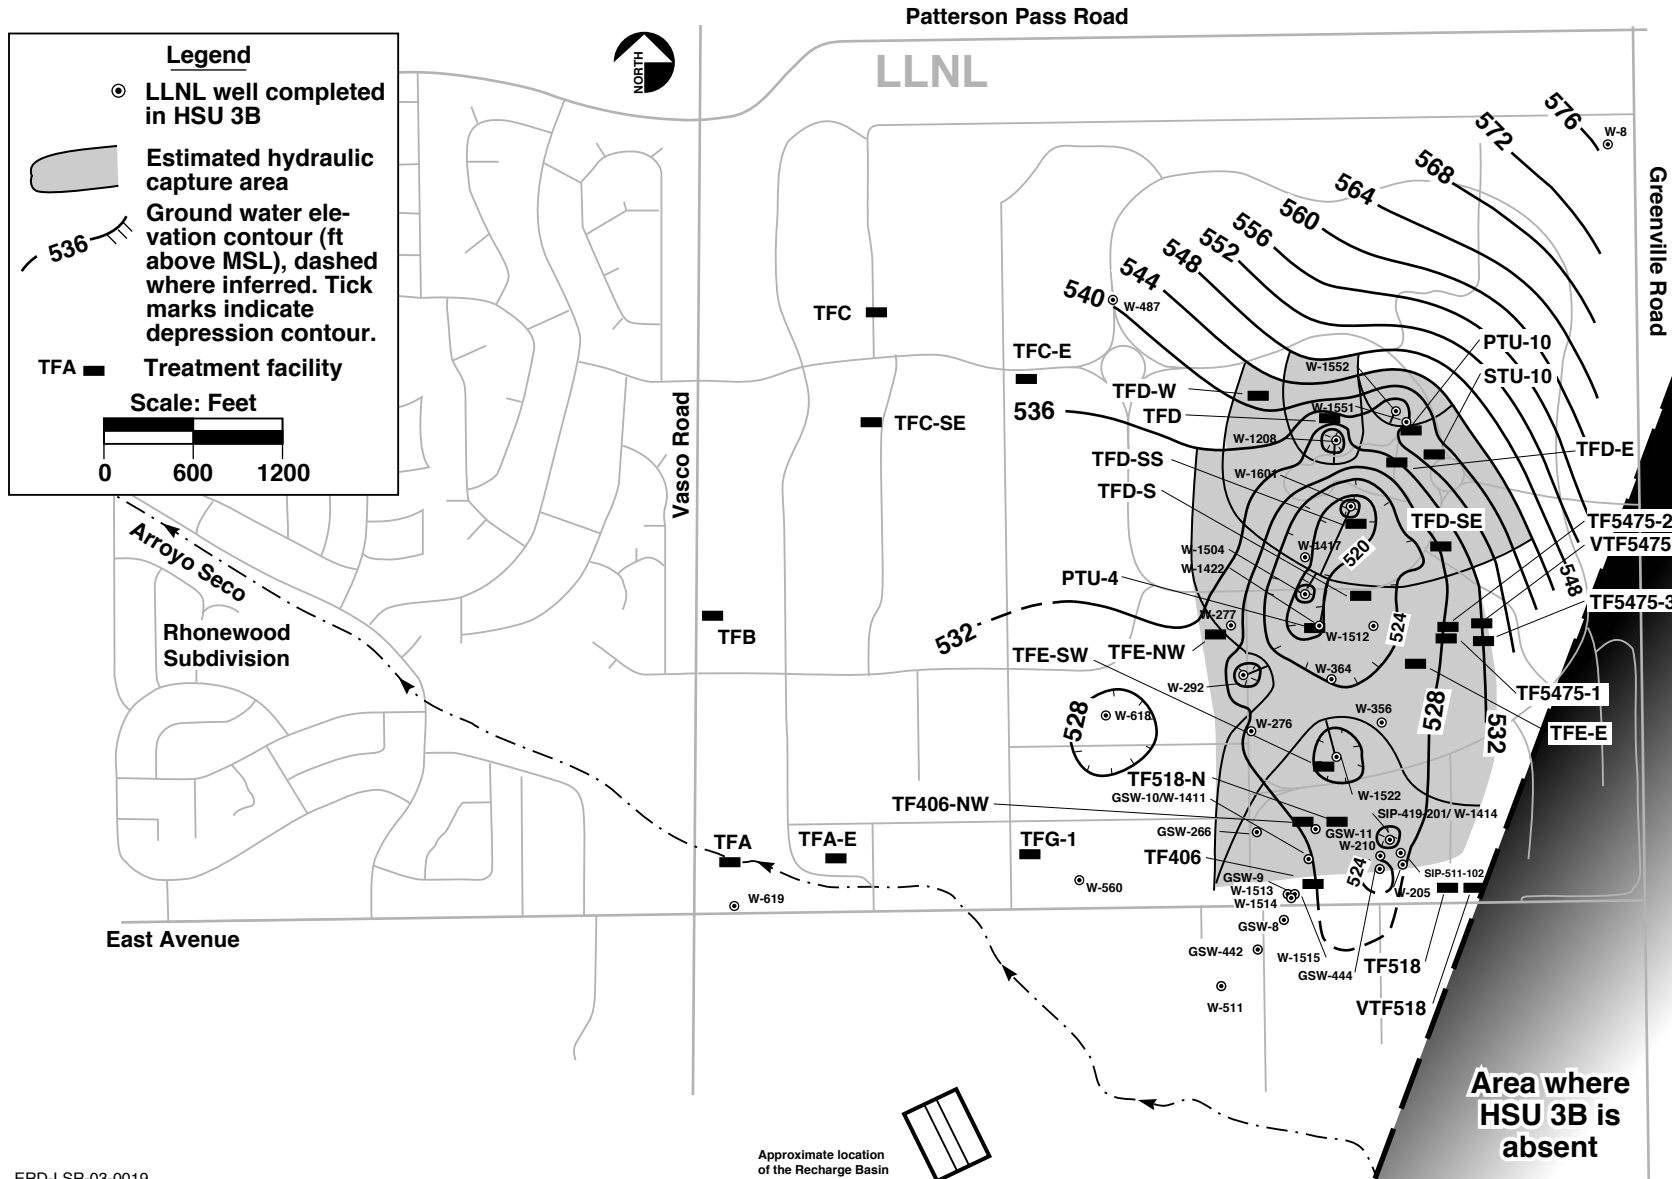 Patterson Pass Road
Legend
LLNL well completed
in HSU 3B
Estimated hydraulic
capture area
Ground water ele-
vation contour (ft
above MSL), dashed
where inferred. Tick
marks indicate
depression contour.
536
TFA
Treatment facility
Scale: Feet
0 600 1200
NORTH
LLNL
576
W-8
572
568
564
560
556
552
548
544
540
W-487
Greenville Road
TFC
TFC-E
536
TFC-SE
Vasco Road
TFD-W
TFD
W-1552
W-1551
W-1208
PTU-10
STU-10
TFD-E
TFD-SS
W-1601
TFD-S
TFD-SE
TF5475-2
VTF5475
W-1504
W-1417
520
W-1422
548
PTU-4
TF5475-3
Arroyo Seco
Rhonewood
Subdivision
TFB
532
W-277
W-1512
524
TFE-SW
TFE-NW
W-364
W-292
TF5475-1
528
W-618
W-276
W-356
528
532
TFE-E
TF518-N
GSW-10/W-1411
W-1522
TF406-NW
SIP-419-201/ W-1414
GSW-266
GSW-11
W-210
TFA
TFA-E
TFG-1
TF406
524
SIP-511-102
GSW-9
W-1513
W-1514
W-205
W-560
W-619
GSW-8
East Avenue
GSW-442
W-1515
GSW-444
TF518
W-511
VTF518
Area where
HSU 3B is
absent
Approximate location
of the Recharge Basin
ERD-LSR-03-0019